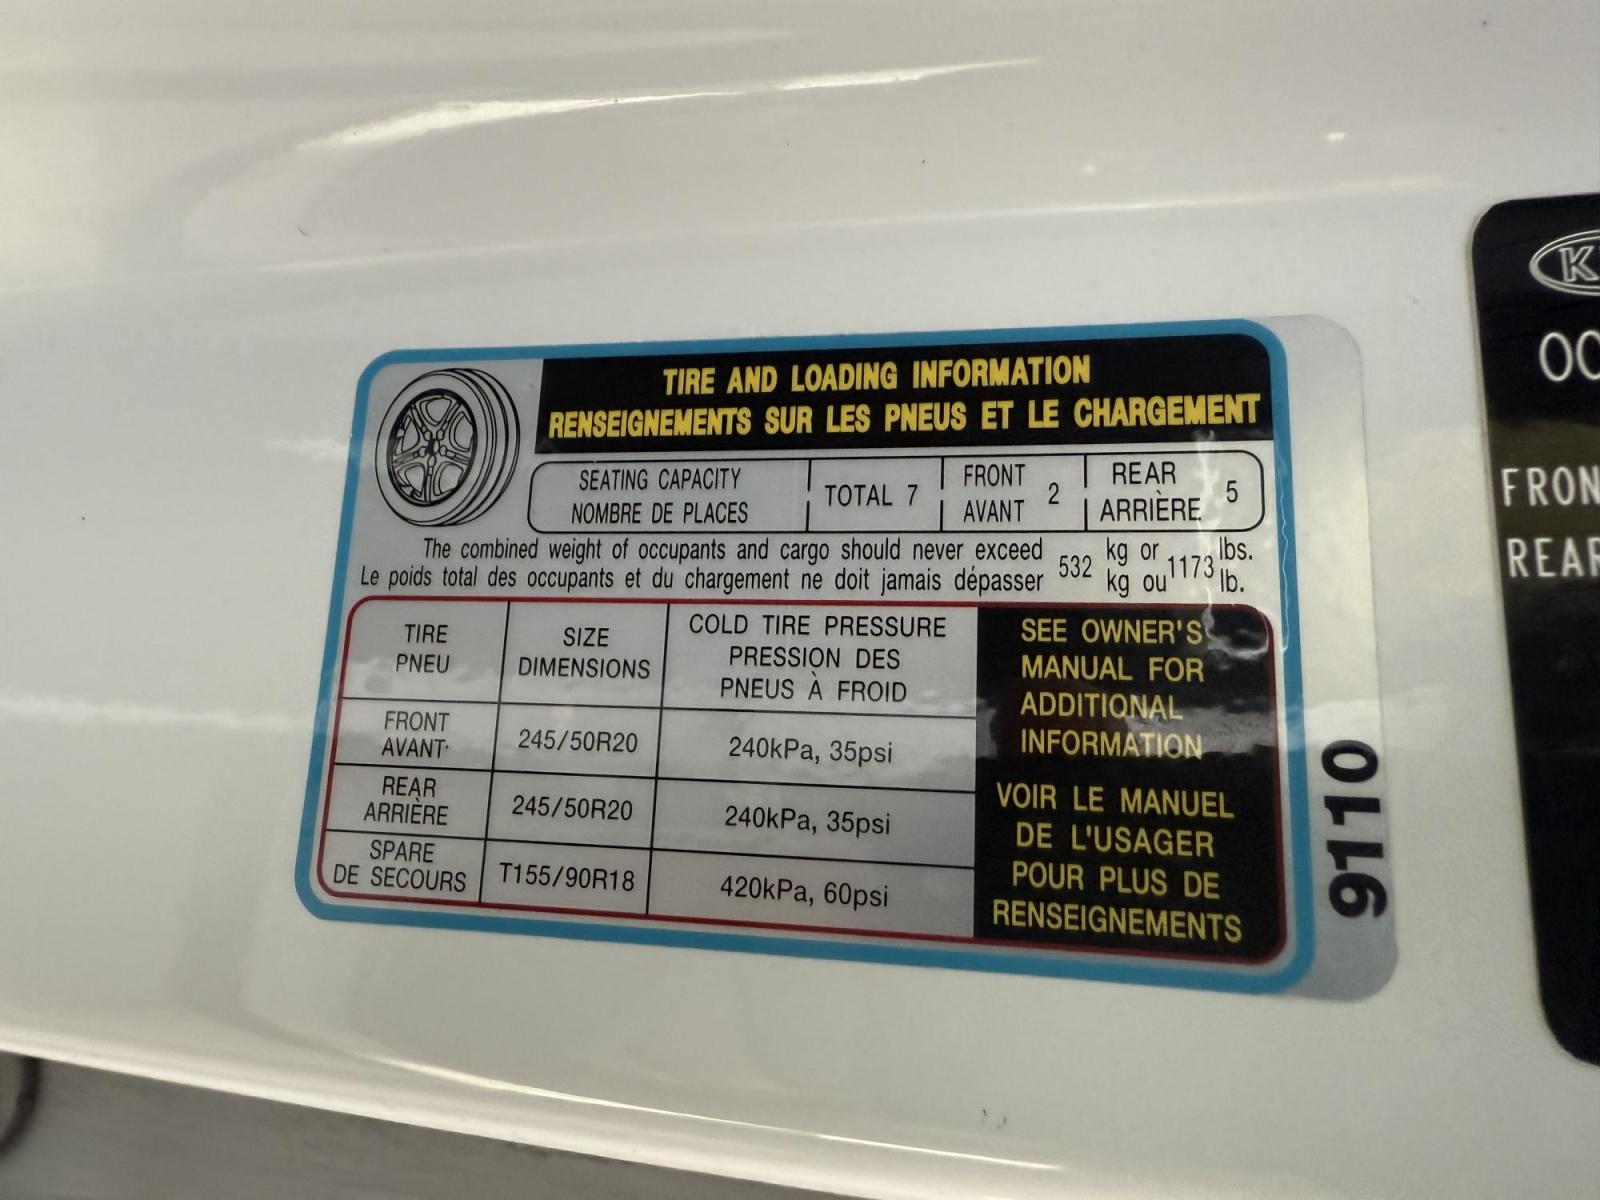 TIRE AND LOADING INFORMATION
RENSEIGNEMENTS SUR LES PNEUS ET LE CHARGEMENT
SEATING CAPACITY
NOMBRE DE PLACES
TOTAL 7
FRONT
AVANT
2
REAR
ARRIÈRE
5
The combined weight of occupants and cargo should never exceed 532 kg or 1173 lbs.
Le poids total des occupants et du chargement ne doit jamais dépasser kg ou lb.
TIRE
PNEU
SIZE
DIMENSIONS
COLD TIRE PRESSURE
PRESSION DES
PNEUS À FROID
FRONT
AVANT
245/50R20
240kPa, 35psi
REAR
ARRIÈRE
245/50R20
240kPa, 35psi
SPARE
DE SECOURS
T155/90R18
420kPa, 60psi
SEE OWNER'S
MANUAL FOR
ADDITIONAL
INFORMATION
VOIR LE MANUEL
DE L'USAGER
POUR PLUS DE
RENSEIGNEMENTS
9110
REAR